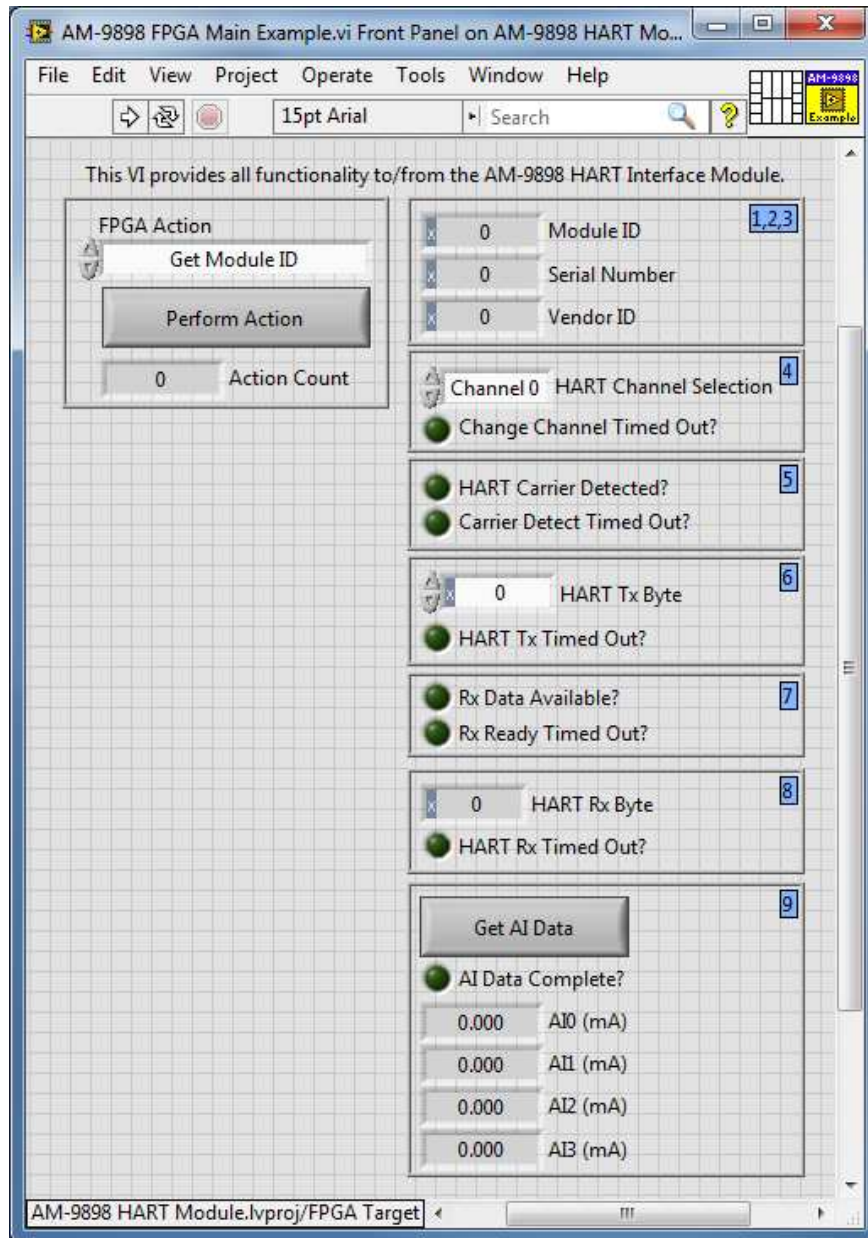 AM-9898 FPGA Main Example.vi Front Panel on AM-9898 HART Mo...
File Edit View Project Operate Tools Window Help
AM-9898
Example
15pt Arial
Search
?
This VI provides all functionality to/from the AM-9898 HART Interface Module.
FPGA Action
Get Module ID
Perform Action
0 Action Count
1,2,3
x 0 Module ID
x 0 Serial Number
x 0 Vendor ID
4
Channel 0 HART Channel Selection
Change Channel Timed Out?
5
HART Carrier Detected?
Carrier Detect Timed Out?
6
x 0 HART Tx Byte
HART Tx Timed Out?
7
Rx Data Available?
Rx Ready Timed Out?
8
x 0 HART Rx Byte
HART Rx Timed Out?
9
Get AI Data
AI Data Complete?
0.000 AI0 (mA)
0.000 AI1 (mA)
0.000 AI2 (mA)
0.000 AI3 (mA)
AM-9898 HART Module.lvproj/FPGA Target